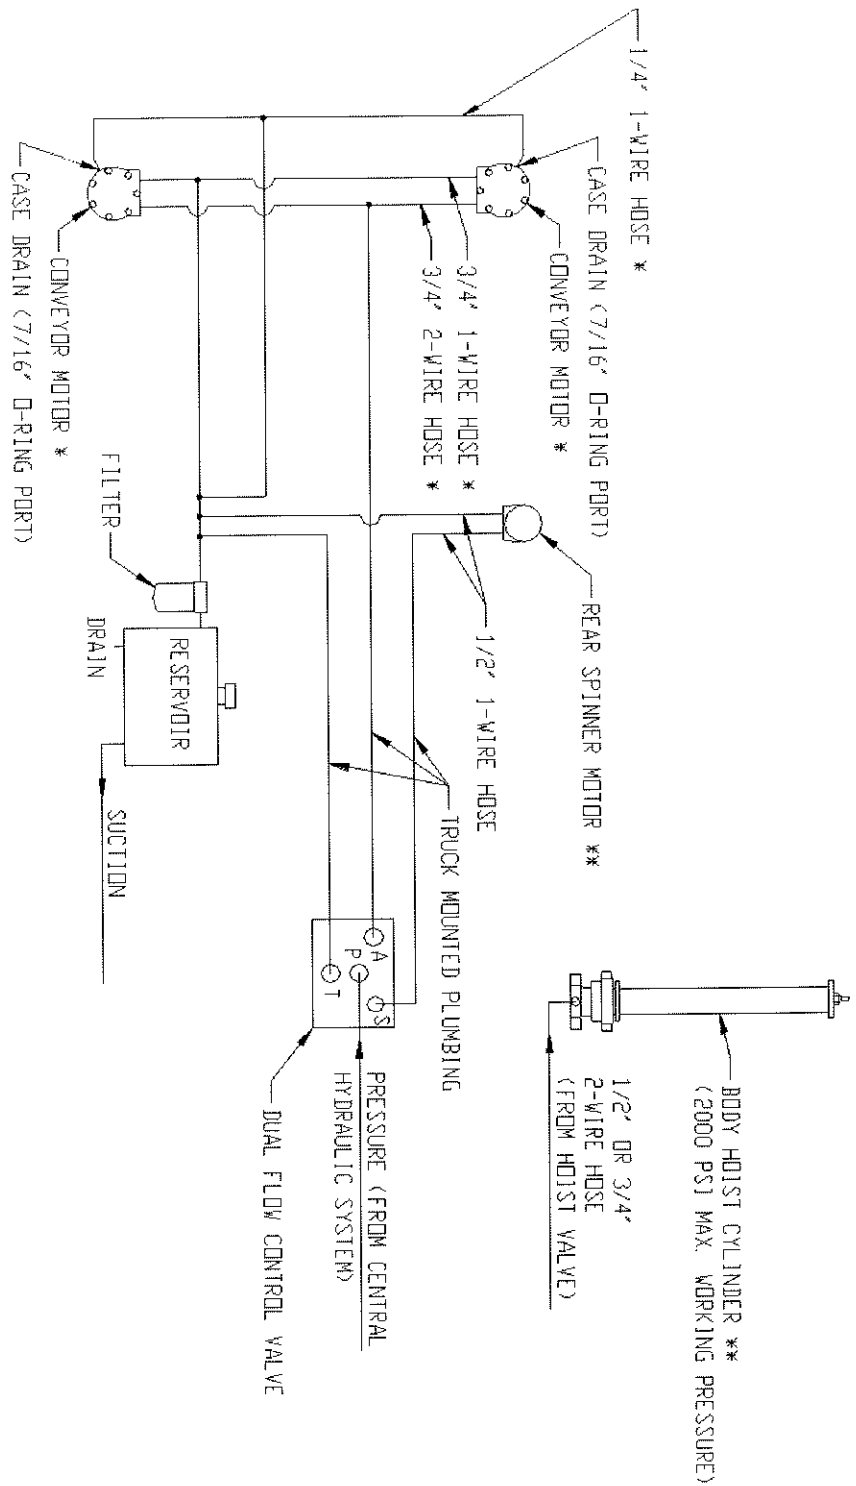 1/4" 1-WIRE HOSE *
CASE DRAIN (7/16" O-RING PORT)
CONVEYOR MOTOR *
3/4" 1-WIRE HOSE *
3/4" 2-WIRE HOSE *
CONVEYOR MOTOR *
CASE DRAIN (7/16" O-RING PORT)
REAR SPINNER MOTOR **
1/2" 1-WIRE HOSE
FILTER
DRAIN
RESERVOIR
SUCTION
TRUCK MOUNTED PLUMBING
A
P
T
S
PRESSURE (FROM CENTRAL
HYDRAULIC SYSTEM)
DUAL FLOW CONTROL VALVE
BODY HOIST CYLINDER **
(2000 PSI MAX. WORKING PRESSURE)
1/2" OR 3/4"
2-WIRE HOSE
(FROM HOIST VALVE)